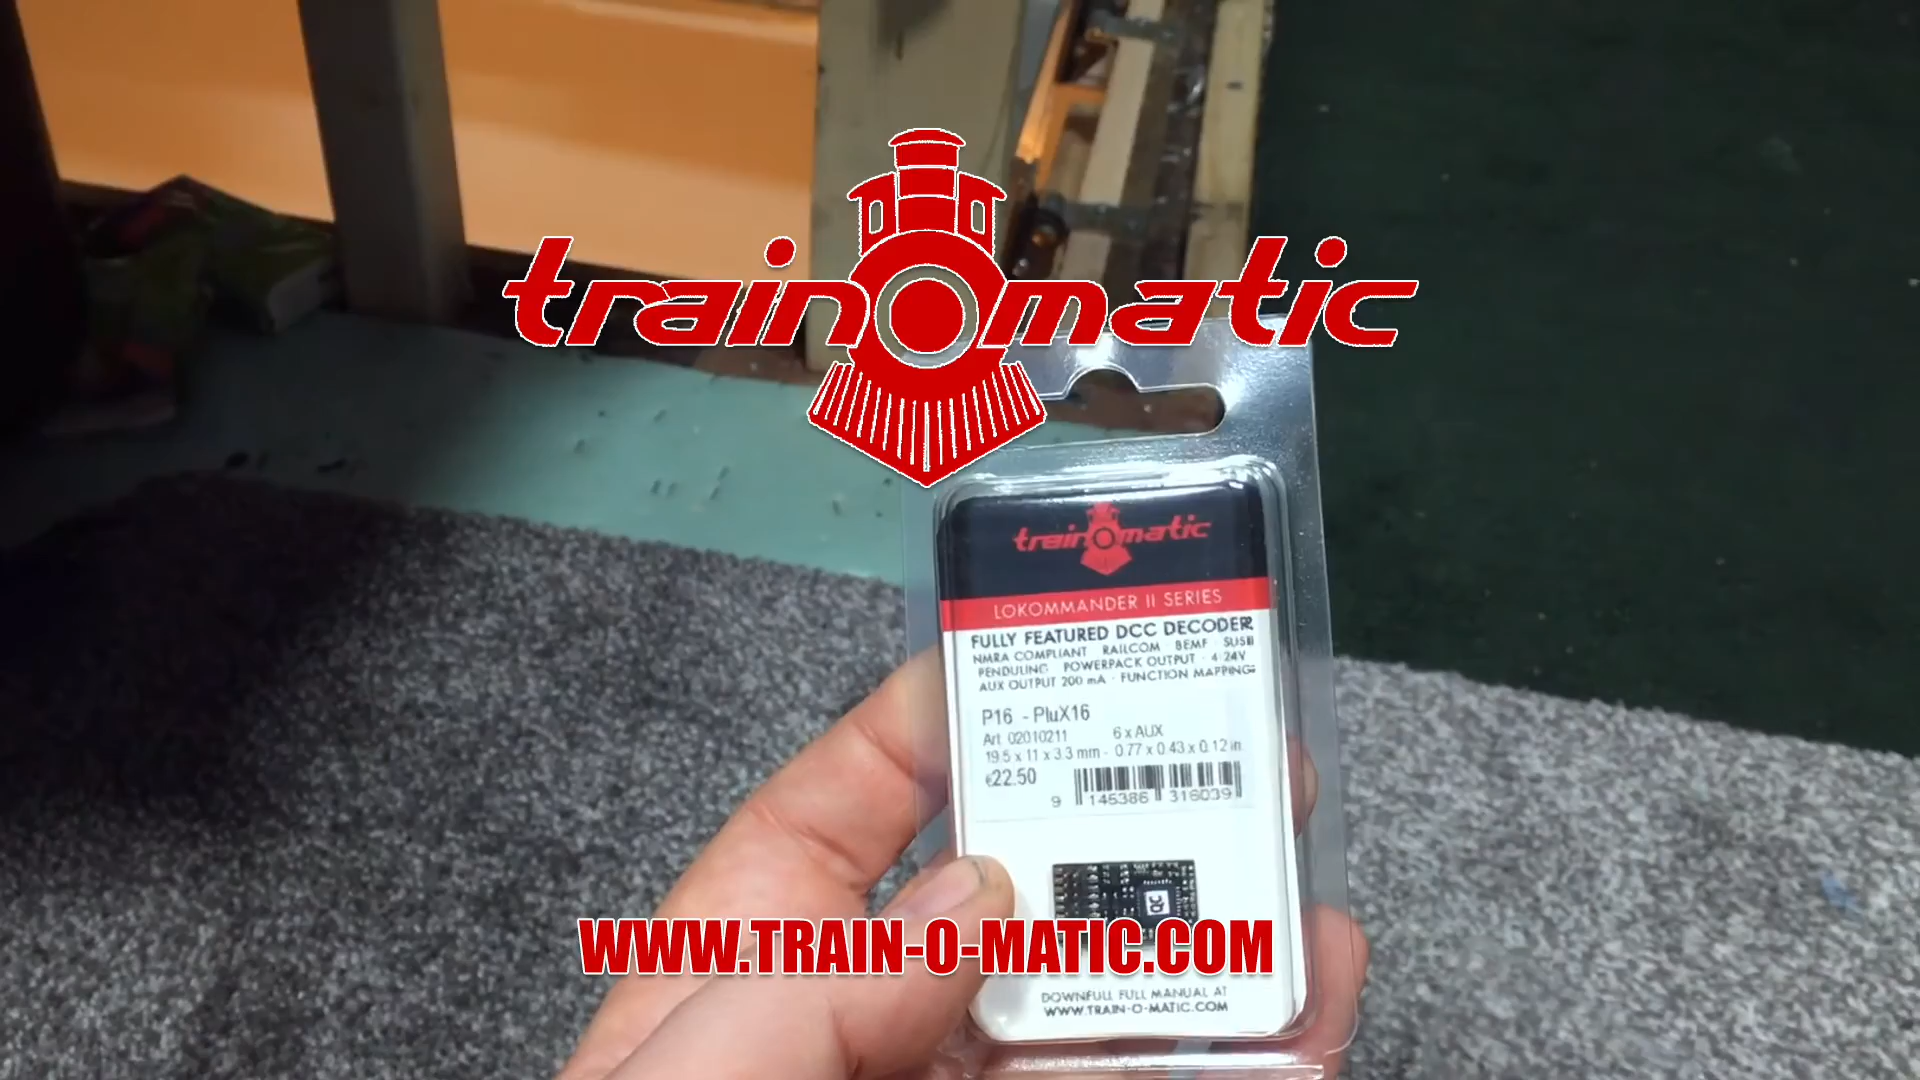 trainOmatic
trainOmatic
LOKOMMANDER II SERIES
FULLY FEATURED DCC DECODER
NMRA COMPLIANT RAILCOM BEMF SUSI
PENDULING POWERPACK OUTPUT · 4-24V
AUX OUTPUT 200 mA · FUNCTION MAPPING
P16 - PluX16
Art 02010211 6 x AUX
19.5 x 11 x 3.3 mm - 0.77 x 0.43 x 0.12 in
€22.50
9 145386 316039
QC
WWW.TRAIN-O-MATIC.COM
DOWNFULL FULL MANUAL AT
WWW.TRAIN-O-MATIC.COM